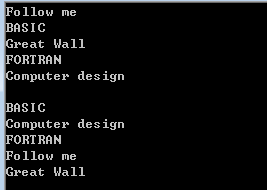 Follow me
BASIC
Great Wall
FORTRAN
Computer design

BASIC
Computer design
FORTRAN
Follow me
Great Wall